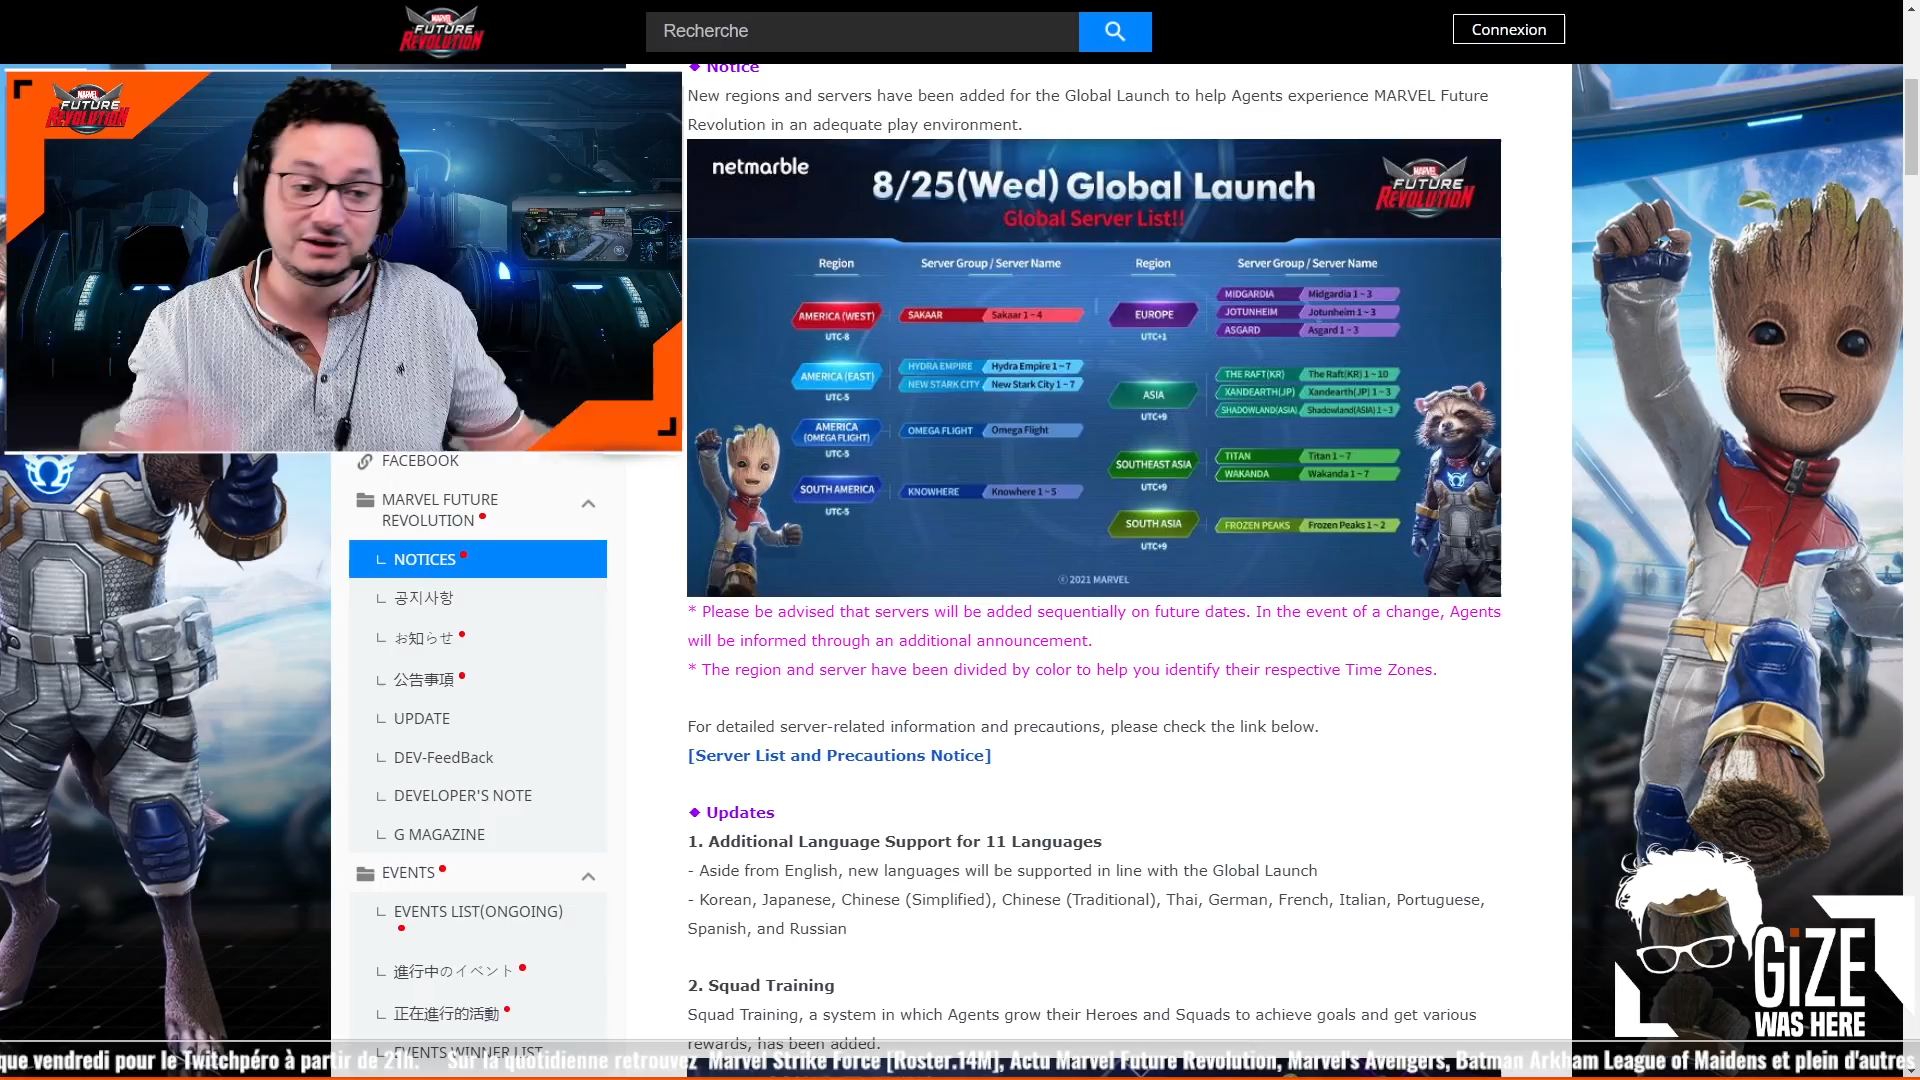 MARVEL
FUTURE
REVOLUTION
Recherche
Connexion
MARVEL
FUTURE
REVOLUTION
◆ Notice
New regions and servers have been added for the Global Launch to help Agents experience MARVEL Future
Revolution in an adequate play environment.
netmarble
8/25(Wed) Global Launch
Global Server List!!
MARVEL
FUTURE
REVOLUTION
Region
Server Group / Server Name
Region
Server Group / Server Name
AMERICA (WEST)
UTC-8
SAKAAR
Sakaar 1 ~ 4
AMERICA (EAST)
UTC-5
HYDRA EMPIRE
Hydra Empire 1 ~ 7
NEW STARK CITY
New Stark City 1 ~ 7
AMERICA
(OMEGA FLIGHT)
UTC-5
OMEGA FLIGHT
Omega Flight
SOUTH AMERICA
UTC-5
KNOWHERE
Knowhere 1 ~ 5
EUROPE
UTC+1
MIDGARDIA
Midgardia 1 ~ 3
JOTUNHEIM
Jotunheim 1 ~ 3
ASGARD
Asgard 1 ~ 3
ASIA
UTC+9
THE RAFT(KR)
The Raft(KR) 1 ~ 10
XANDEARTH(JP)
Xandearth(JP) 1 ~ 3
SHADOWLAND(ASIA)
Shadowland(ASIA) 1 ~ 3
SOUTHEAST ASIA
UTC+9
TITAN
Titan 1 ~ 7
WAKANDA
Wakanda 1 ~ 7
SOUTH ASIA
UTC+9
FROZEN PEAKS
Frozen Peaks 1 ~ 2
© 2021 MARVEL
* Please be advised that servers will be added sequentially on future dates. In the event of a change, Agents
will be informed through an additional announcement.
* The region and server have been divided by color to help you identify their respective Time Zones.
For detailed server-related information and precautions, please check the link below.
[Server List and Precautions Notice]
◆ Updates
1. Additional Language Support for 11 Languages
- Aside from English, new languages will be supported in line with the Global Launch
- Korean, Japanese, Chinese (Simplified), Chinese (Traditional), Thai, German, French, Italian, Portuguese,
Spanish, and Russian
2. Squad Training
Squad Training, a system in which Agents grow their Heroes and Squads to achieve goals and get various
rewards, has been added.
FACEBOOK
MARVEL FUTURE
REVOLUTION
NOTICES
공지사항
お知らせ
公告事項
UPDATE
DEV-FeedBack
DEVELOPER'S NOTE
G MAGAZINE
EVENTS
EVENTS LIST(ONGOING)
進行中のイベント
正在進行的活動
EVENTS WINNER LIST
GiZE
WAS HERE
que vendredi pour le Twitchpéro à partir de 21h. Sur la quotidienne retrouvez Marvel Strike Force [Roster.14M], Actu Marvel Future Revolution, Marvel's Avengers, Batman Arkham League of Maidens et plein d'autres